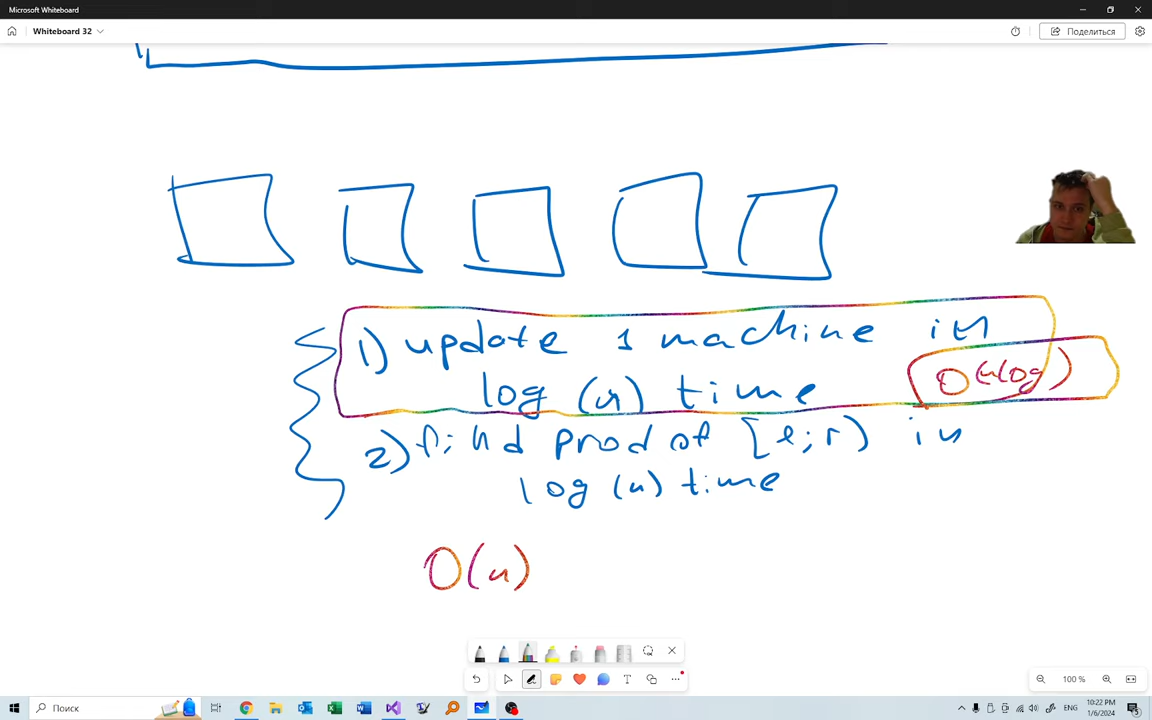 Microsoft Whiteboard
Whiteboard 32
Поделиться
1) update 1 machine in
log (n) time
O(n log)
2) find prod of [l;r) in
log (n) time
O(n)
100 %
Поиск
ENG
10:22 PM
1/6/2024
5